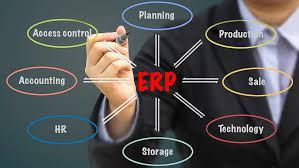 Planning
Access control
Production
Accounting
ERP
Sale
HR
Technology
Storage